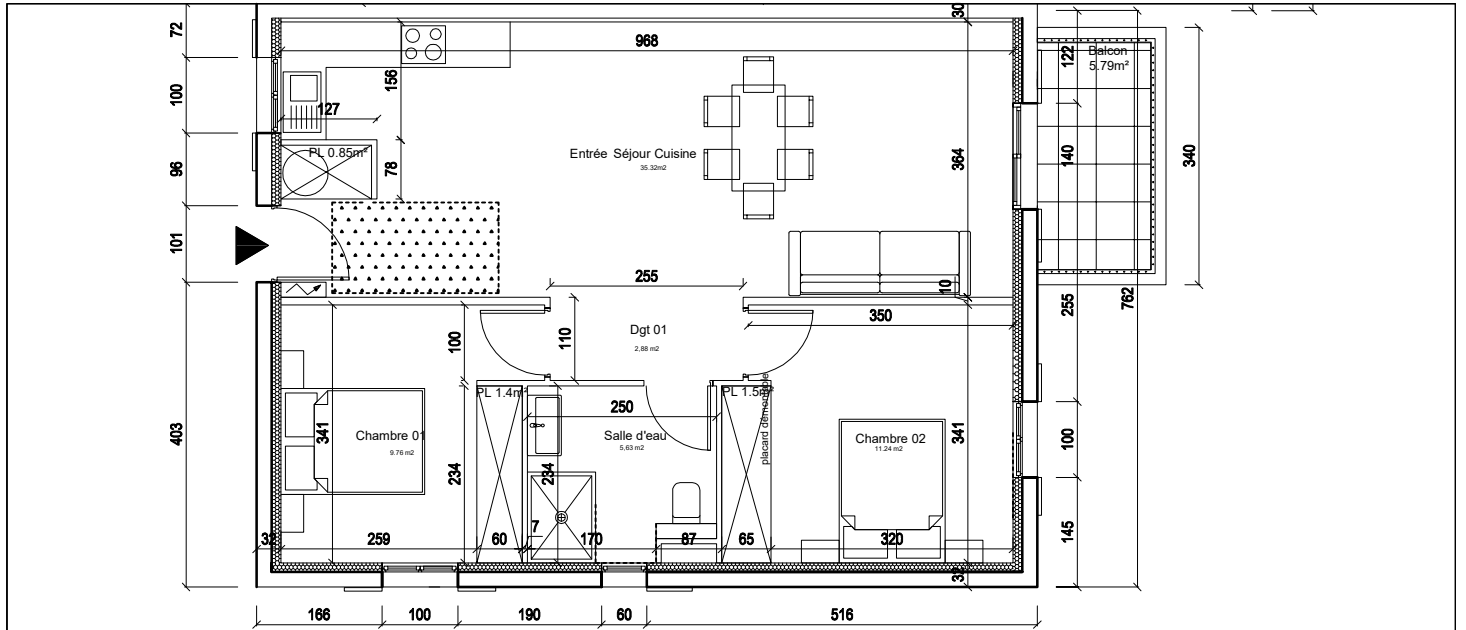 30
72
968
122
Balcon
5.79m²
156
100
127
PL 0.85m²
Entrée Séjour Cuisine
35.32m2
364
140
340
96
78
101
255
10
350
255
762
Dgt 01
2,88 m2
100
110
PL 1.4m²
PL 1.5m²
placard démontable
250
403
341
Chambre 01
9.76 m2
234
234
Salle d'eau
5,63 m2
Chambre 02
11.24 m2
341
100
7
32
259
60
170
87
65
320
145
32
166
100
190
60
516